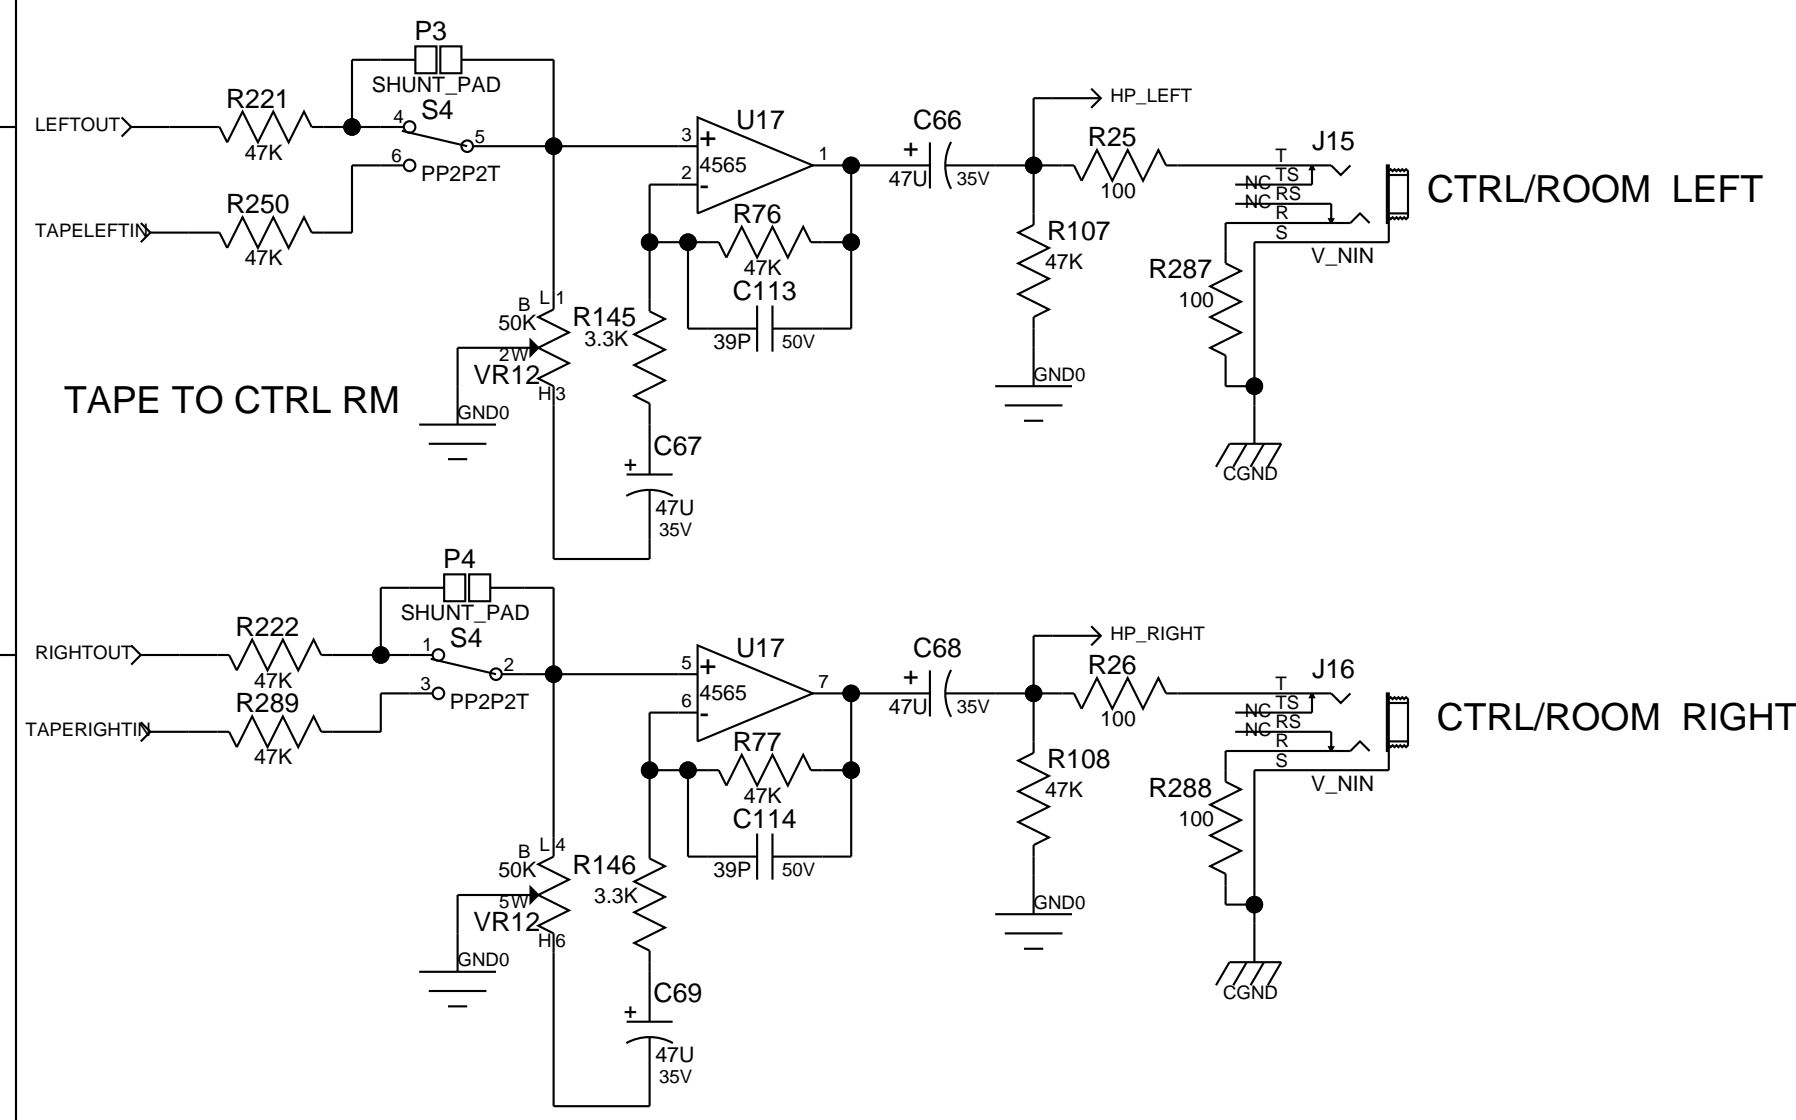 P3
SHUNT_PAD
R221
S4
LEFTOUT
4
5
47K
6
PP2P2T
R250
TAPELEFTIN
47K
U17
3
+
4565
1
2
-
C66
+
47U
35V
HP_LEFT
R25
100
J15
T
TS
NC
RS
NC
R
S
V_NIN
CTRL/ROOM LEFT
R76
47K
C113
39P
50V
R107
47K
GND0
R287
100
CGND
B
L
1
50K
2
W
VR12
H
3
R145
3.3K
GND0
TAPE TO CTRL RM
C67
+
47U
35V
P4
SHUNT_PAD
R222
S4
RIGHTOUT
1
2
47K
3
PP2P2T
R289
TAPERIGHTIN
47K
U17
5
+
4565
7
6
-
C68
+
47U
35V
HP_RIGHT
R26
100
J16
T
TS
NC
RS
NC
R
S
V_NIN
CTRL/ROOM RIGHT
R77
47K
C114
39P
50V
R108
47K
GND0
R288
100
CGND
B
L
4
50K
5
W
VR12
H
6
R146
3.3K
GND0
C69
+
47U
35V